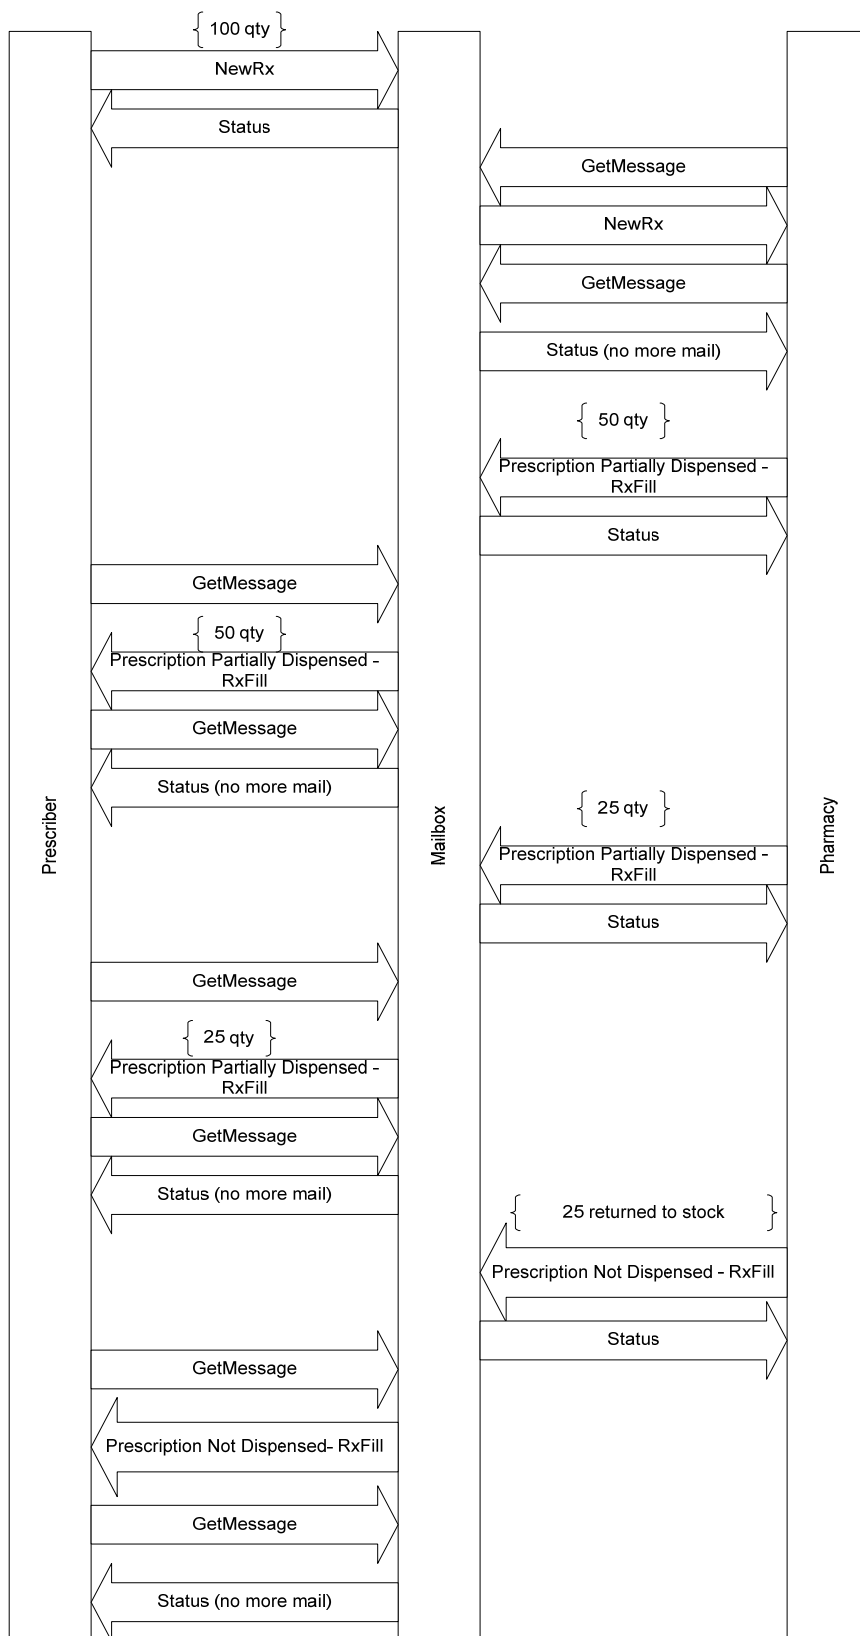 { 100 qty }
NewRx
Status
GetMessage
NewRx
GetMessage
Status (no more mail)
{ 50 qty }
Prescription Partially Dispensed -
RxFill
Status
GetMessage
{ 50 qty }
Prescription Partially Dispensed -
RxFill
GetMessage
Status (no more mail)
Prescriber
Mailbox
Pharmacy
{ 25 qty }
Prescription Partially Dispensed -
RxFill
Status
GetMessage
{ 25 qty }
Prescription Partially Dispensed -
RxFill
GetMessage
Status (no more mail)
{ 25 returned to stock }
Prescription Not Dispensed - RxFill
Status
GetMessage
Prescription Not Dispensed- RxFill
GetMessage
Status (no more mail)